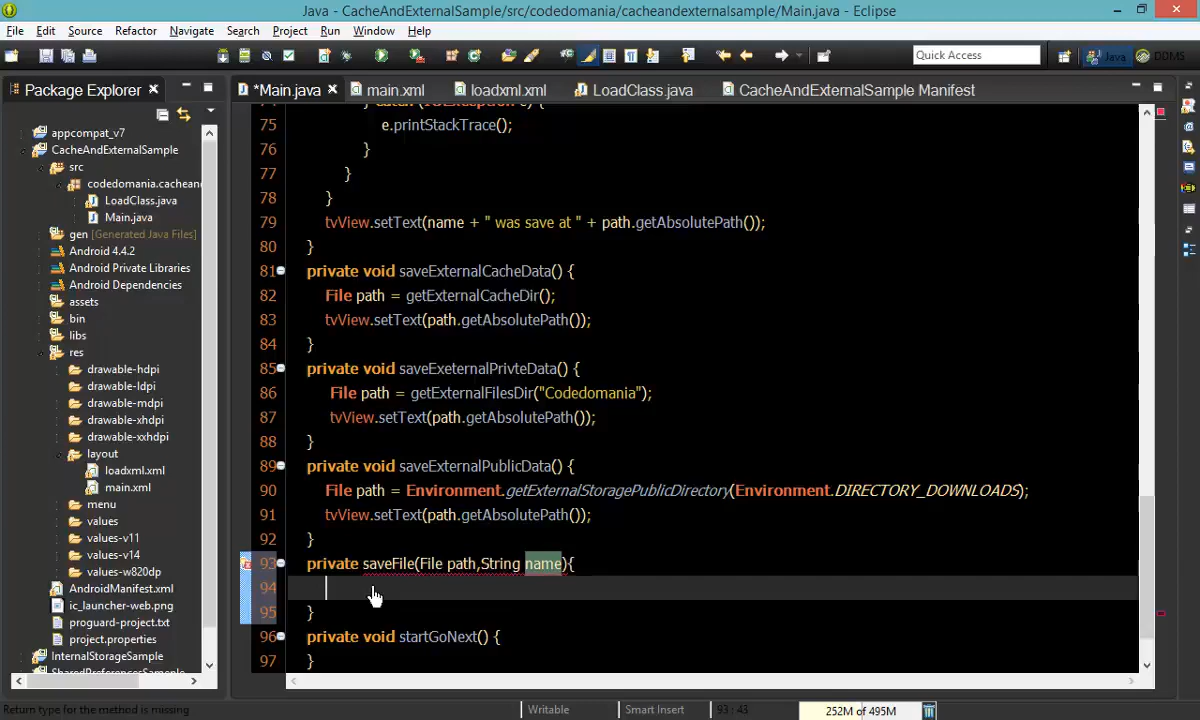 Java - CacheAndExternalSample/src/codedomania/cacheandexternalsample/Main.java - Eclipse
File Edit Source Refactor Navigate Search Project Run Window Help
Quick Access
Java
DDMS
Package Explorer
*Main.java
main.xml
loadxml.xml
LoadClass.java
CacheAndExternalSample Manifest
appcompat_v7
CacheAndExternalSample
src
codedomania.cachean
LoadClass.java
Main.java
gen [Generated Java Files]
Android 4.4.2
Android Private Libraries
Android Dependencies
assets
bin
libs
res
drawable-hdpi
drawable-ldpi
drawable-mdpi
drawable-xhdpi
drawable-xxhdpi
layout
loadxml.xml
main.xml
menu
values
values-v11
values-v14
values-w820dp
AndroidManifest.xml
ic_launcher-web.png
proguard-project.txt
project.properties
InternalStorageSample
SharedPreferencesSample
74 } catch (IOException e) {
75 e.printStackTrace();
76 }
77 }
78 }
79 tvView.setText(name + " was save at " + path.getAbsolutePath());
80 }
81 private void saveExternalCacheData() {
82 File path = getExternalCacheDir();
83 tvView.setText(path.getAbsolutePath());
84 }
85 private void saveExeternalPrivteData() {
86 File path = getExternalFilesDir("Codedomania");
87 tvView.setText(path.getAbsolutePath());
88 }
89 private void saveExternalPublicData() {
90 File path = Environment.getExternalStoragePublicDirectory(Environment.DIRECTORY_DOWNLOADS);
91 tvView.setText(path.getAbsolutePath());
92 }
93 private saveFile(File path,String name){
94
95 }
96 private void startGoNext() {
97 }
Return type for the method is missing
Writable
Smart Insert
93 : 43
252M of 495M